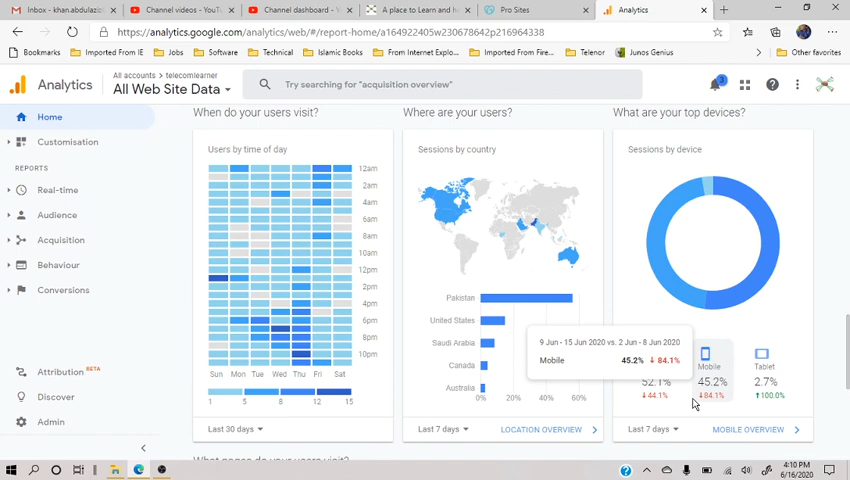 Inbox - khan.abdulaziz
Channel videos - YouT
Channel dashboard -
A place to Learn and h
Pro Sites
Analytics
https://analytics.google.com/analytics/web/#/report-home/a164922405w230678642p216964338
Bookmarks
Imported From IE
Jobs
Software
Technical
Islamic Books
From Internet Explo...
Imported From Fire...
Telenor
Junos Genius
Other favorites
Analytics
All accounts > telecomlearner
All Web Site Data
Try searching for "acquisition overview"
3
Home
Customisation
REPORTS
Real-time
Audience
Acquisition
Behaviour
Conversions
Attribution BETA
Discover
Admin
When do your users visit?
Users by time of day
12am
2am
4am
6am
8am
10am
12pm
2pm
4pm
6pm
8pm
10pm
Sun Mon Tue Wed Thu Fri Sat
1 5 8 12 15
Last 30 days
Where are your users?
Sessions by country
Pakistan
United States
Saudi Arabia
Canada
Australia
0% 20% 40% 60%
Last 7 days
LOCATION OVERVIEW
What are your top devices?
Sessions by device
9 Jun - 15 Jun 2020 vs. 2 Jun - 8 Jun 2020
Mobile 45.2% 84.1%
Mobile
Tablet
52.1%
45.2%
2.7%
44.1%
84.1%
100.0%
Last 7 days
MOBILE OVERVIEW
What pages do your users visit?
4:10 PM
6/16/2020